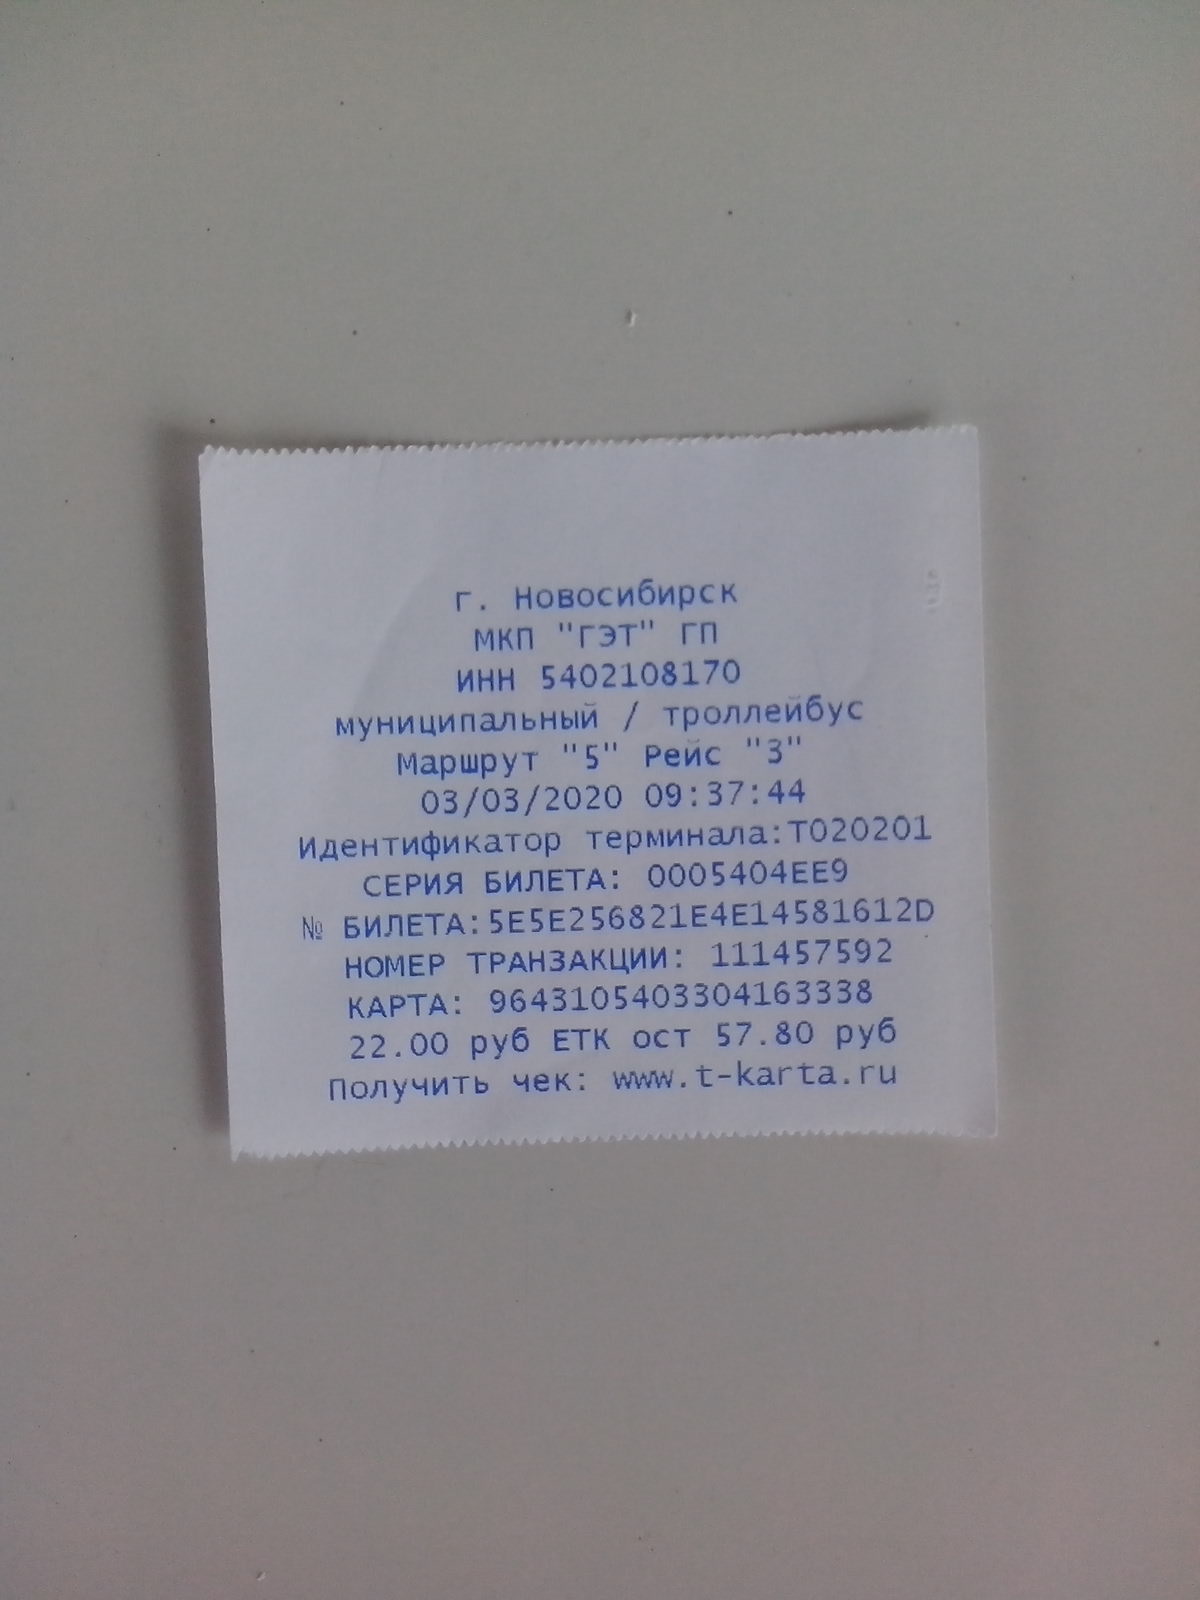 г. Новосибирск
МКП "ГЭТ" ГП
ИНН 5402108170
муниципальный / троллейбус
Маршрут "5" Рейс "3"
03/03/2020 09:37:44
Идентификатор терминала:T020201
СЕРИЯ БИЛЕТА: 0005404EE9
№ БИЛЕТА:5E5E256821E4E14581612D
НОМЕР ТРАНЗАКЦИИ: 111457592
КАРТА: 9643105403304163338
22.00 руб ЕТК ост 57.80 руб
Получить чек: www.t-karta.ru